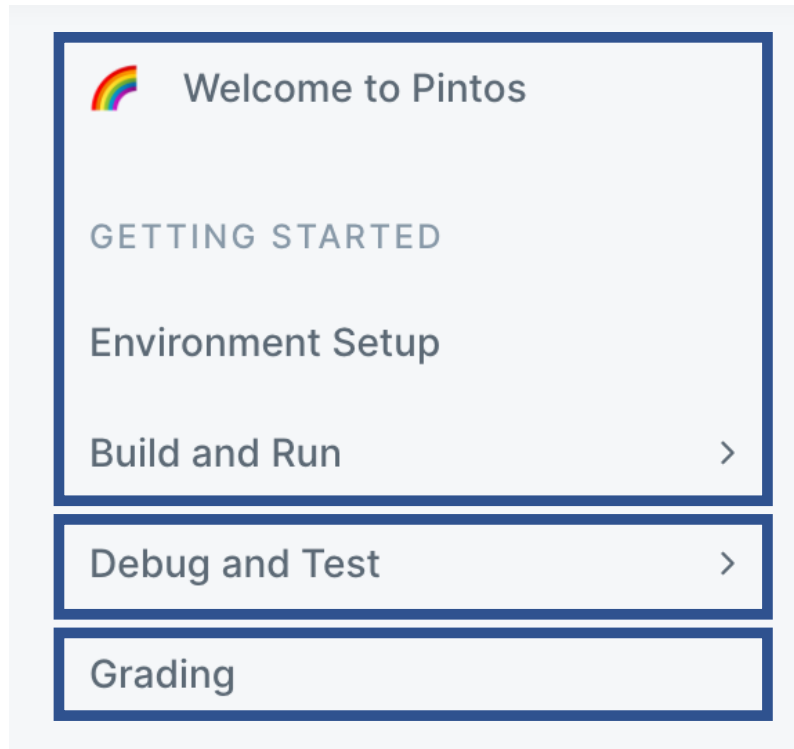 Welcome to Pintos
GETTING STARTED
Environment Setup
Build and Run
Debug and Test
Grading